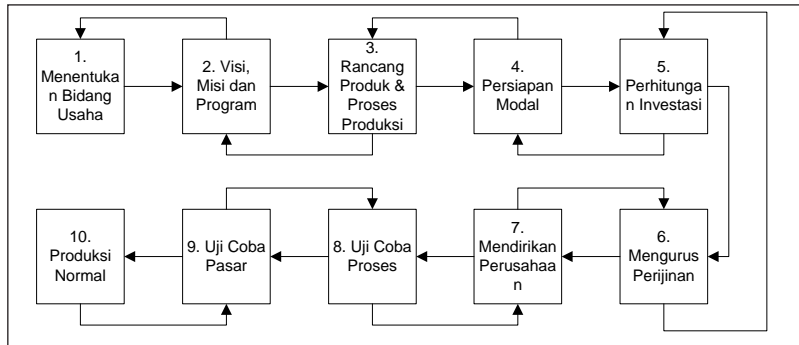 1.
Menentuka
n Bidang
Usaha
2. Visi,
Misi dan
Program
3.
Rancang
Produk &
Proses
Produksi
4.
Persiapan
Modal
5.
Perhitunga
n Investasi
10.
Produksi
Normal
9. Uji Coba
Pasar
8. Uji Coba
Proses
7.
Mendirikan
Perusahaa
n
6.
Mengurus
Perijinan